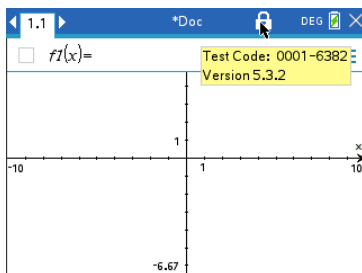 1.1 *Doc DEG
f1(x)=
Test Code: 0001-6382
Version 5.3.2
1
x
-10 1 10
-6.67